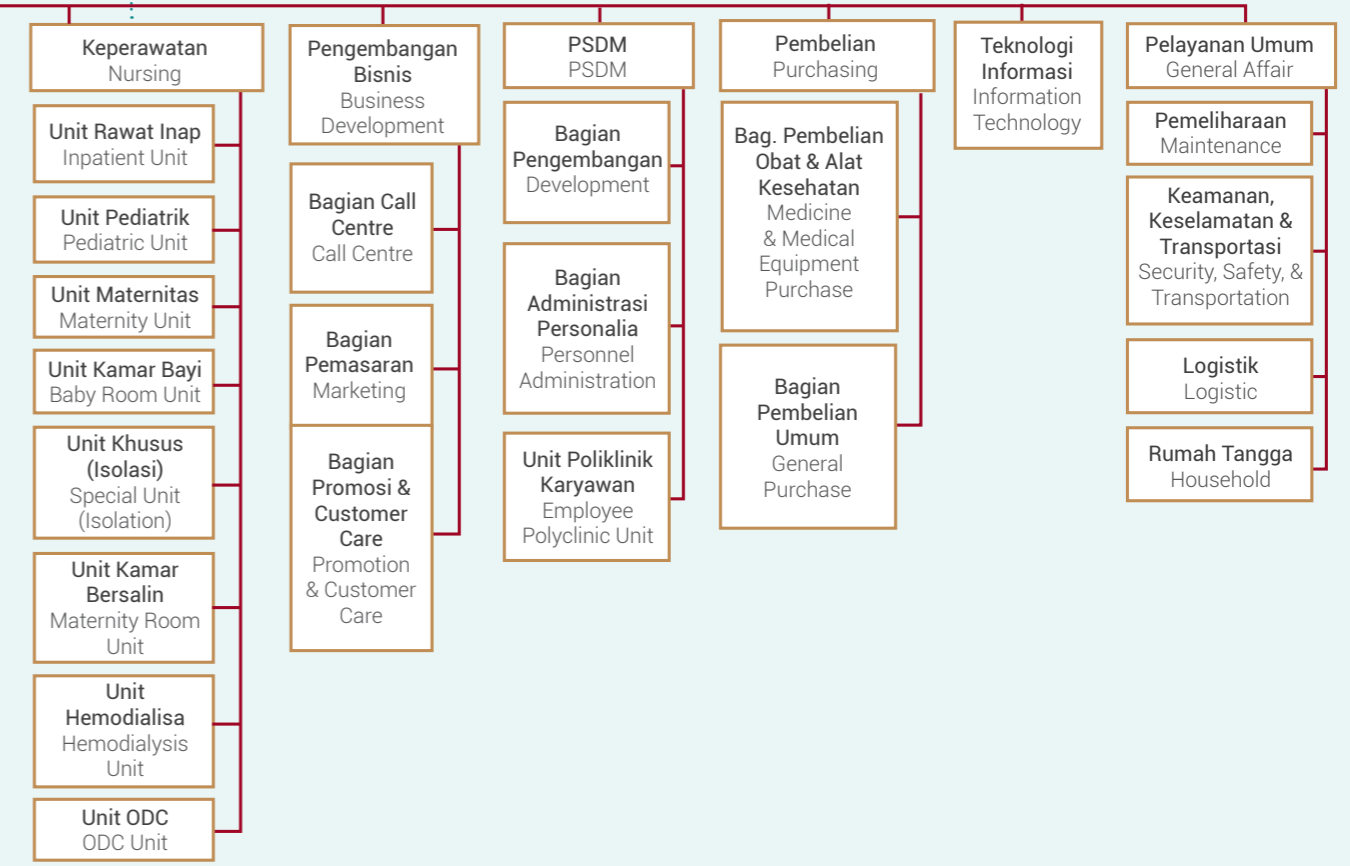 Keperawatan
Nursing
Unit Rawat Inap
Inpatient Unit
Unit Pediatrik
Pediatric Unit
Unit Maternitas
Maternity Unit
Unit Kamar Bayi
Baby Room Unit
Unit Khusus
(Isolasi)
Special Unit
(Isolation)
Unit Kamar
Bersalin
Maternity Room
Unit
Unit
Hemodialisa
Hemodialysis
Unit
Unit ODC
ODC Unit
Pengembangan
Bisnis
Business
Development
Bagian Call
Centre
Call Centre
Bagian
Pemasaran
Marketing
Bagian
Promosi &
Customer
Care
Promotion
& Customer
Care
PSDM
PSDM
Bagian
Pengembangan
Development
Bagian
Administrasi
Personalia
Personnel
Administration
Unit Poliklinik
Karyawan
Employee
Polyclinic Unit
Pembelian
Purchasing
Bag. Pembelian
Obat & Alat
Kesehatan
Medicine
& Medical
Equipment
Purchase
Bagian
Pembelian
Umum
General
Purchase
Teknologi
Informasi
Information
Technology
Pelayanan Umum
General Affair
Pemeliharaan
Maintenance
Keamanan,
Keselamatan &
Transportasi
Security, Safety, &
Transportation
Logistik
Logistic
Rumah Tangga
Household